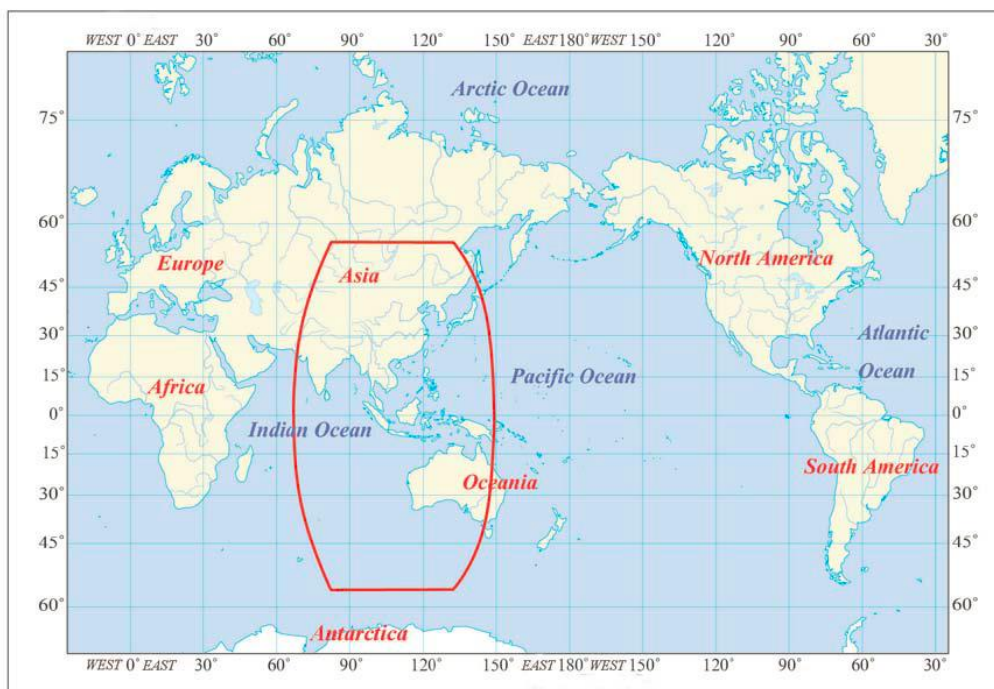 WEST 0° EAST 30° 60° 90° 120° 150° EAST 180° WEST 150° 120° 90° 60° 30°
Arctic Ocean
75° 75°
60° 60°
Europe Asia North America
45° 45°
30° Atlantic 30°
15° Africa Pacific Ocean Ocean 15°
0° Indian Ocean 0°
15° South America 15°
30° Oceania 30°
45° 45°
60° 60°
Antarctica
WEST 0° EAST 30° 60° 90° 120° 150° EAST 180° WEST 150° 120° 90° 60° 30°